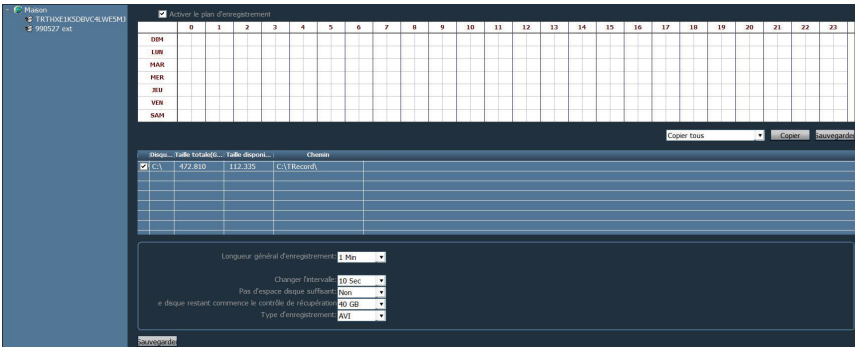 Maison
TRTHXE1KSDBVC4LWE5MJ
990527 ext
Activer le plan d'enregistrement
0 1 2 3 4 5 6 7 8 9 10 11 12 13 14 15 16 17 18 19 20 21 22 23
DIM
LUN
MAR
MER
JEU
VEN
SAM
Copier tous Copier Sauvegarder
Disqu... Taille totale(G... Taille disponi... Chemin
C:\ 472.810 112.335 C:\TRecord\
Longueur général d'enregistrement: 1 Min
Changer l'intervale: 10 Sec
Pas d'espace disque suffisant: Non
e disque restant commence le contrôle de récupération 40 GB
Type d'enregistrement: AVI
Sauvegarder